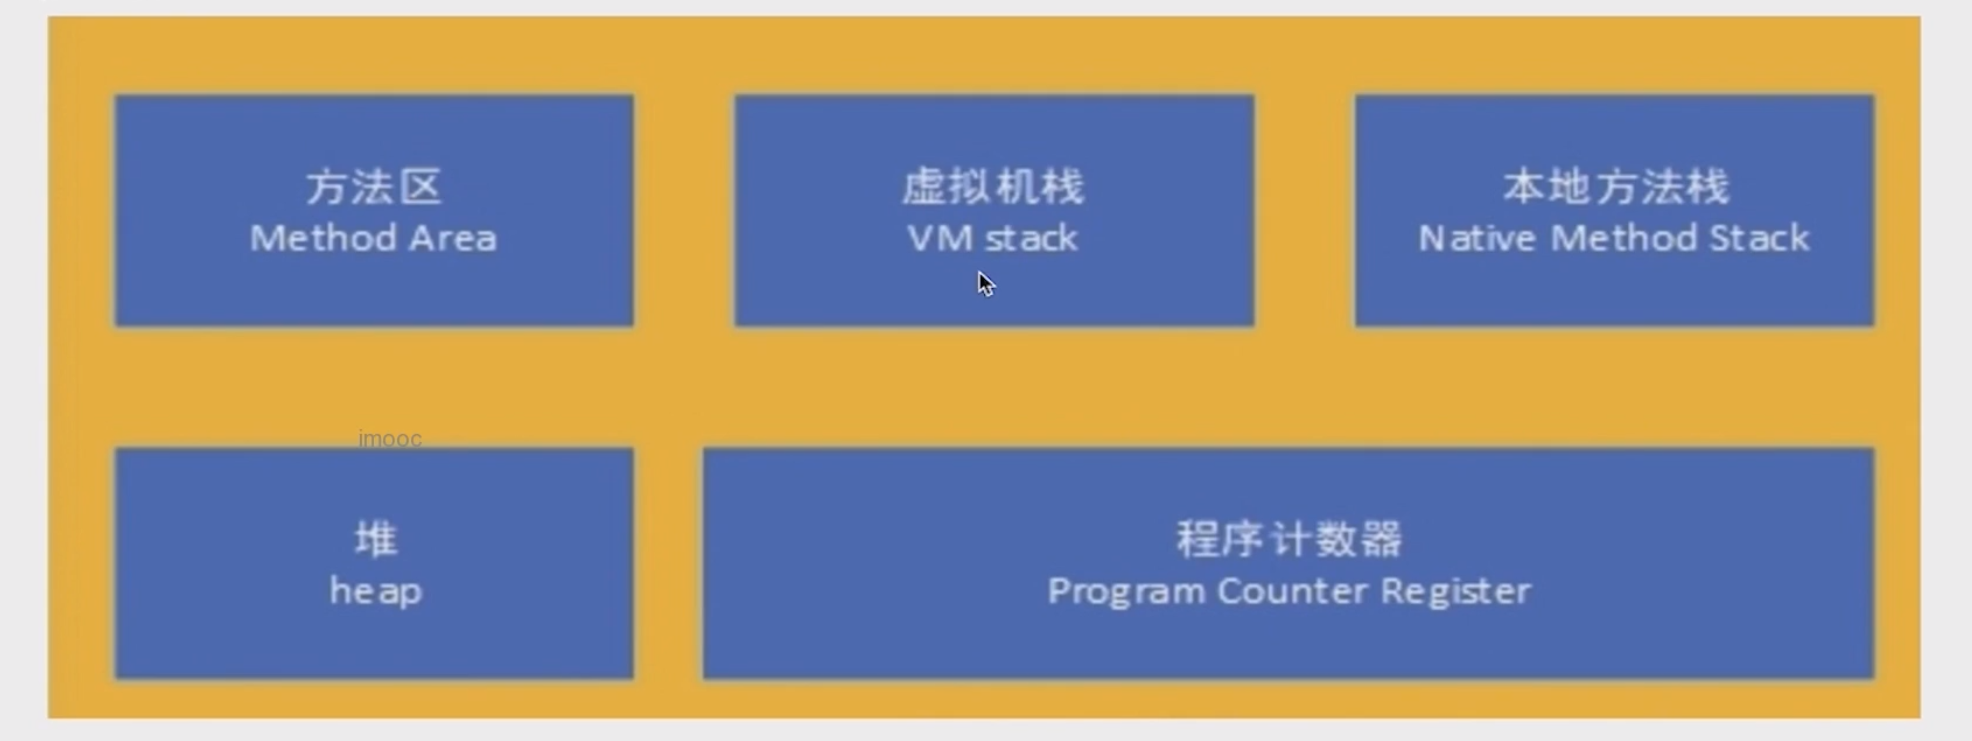 方法区
Method Area
虚拟机栈
VM stack
本地方法栈
Native Method Stack
imooc
堆
heap
程序计数器
Program Counter Register